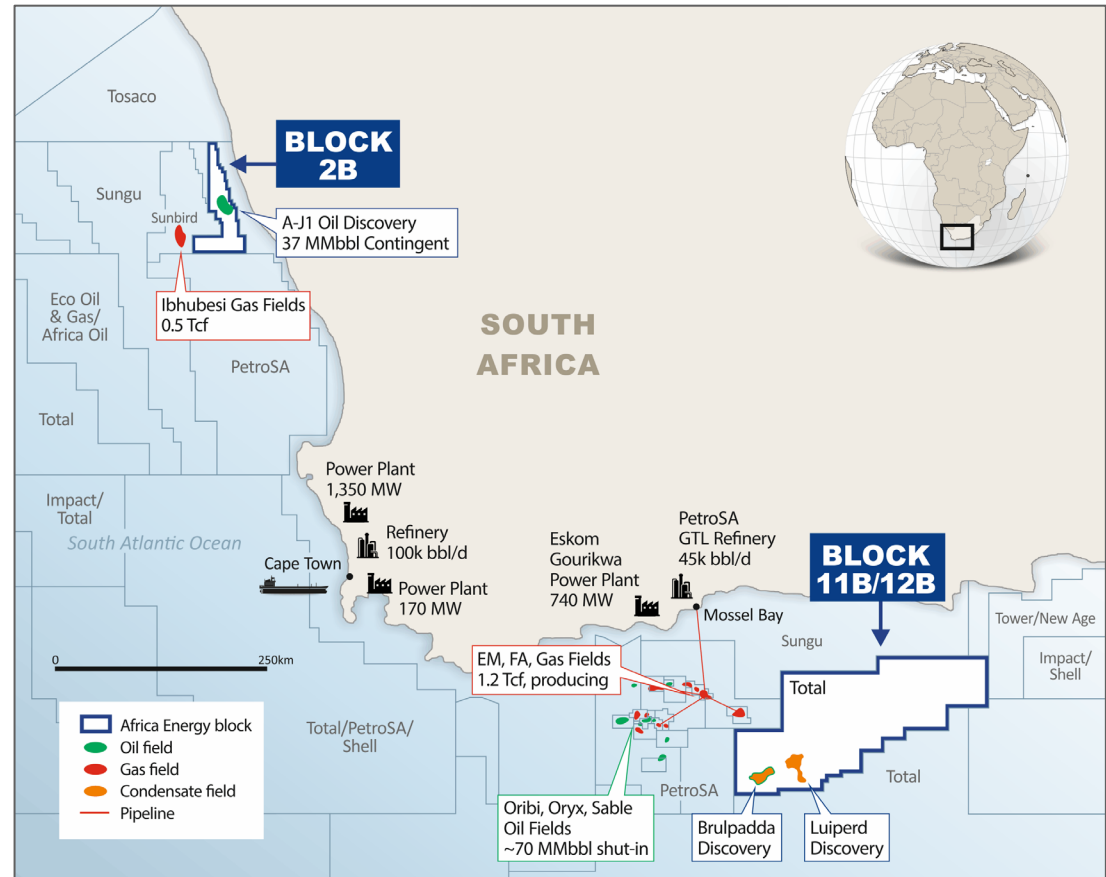 Tosaco
BLOCK
2B
Sungu
Sunbird
A-J1 Oil Discovery
37 MMbbl Contingent
Ibhubesi Gas Fields
0.5 Tcf
Eco Oil
& Gas/
Africa Oil
PetroSA
Total
SOUTH
AFRICA
Impact/
Total
South Atlantic Ocean
Power Plant
1,350 MW
Refinery
100k bbl/d
Cape Town
Power Plant
170 MW
Eskom
Gourikwa
Power Plant
740 MW
PetroSA
GTL Refinery
45k bbl/d
Mossel Bay
BLOCK
11B/12B
Sungu
Tower/New Age
Impact/
Shell
EM, FA, Gas Fields
1.2 Tcf, producing
Total
0 250km
Total/PetroSA/
Shell
PetroSA
Total
Oribi, Oryx, Sable
Oil Fields
~70 MMbbl shut-in
Brulpadda
Discovery
Luiperd
Discovery
Africa Energy block
Oil field
Gas field
Condensate field
Pipeline